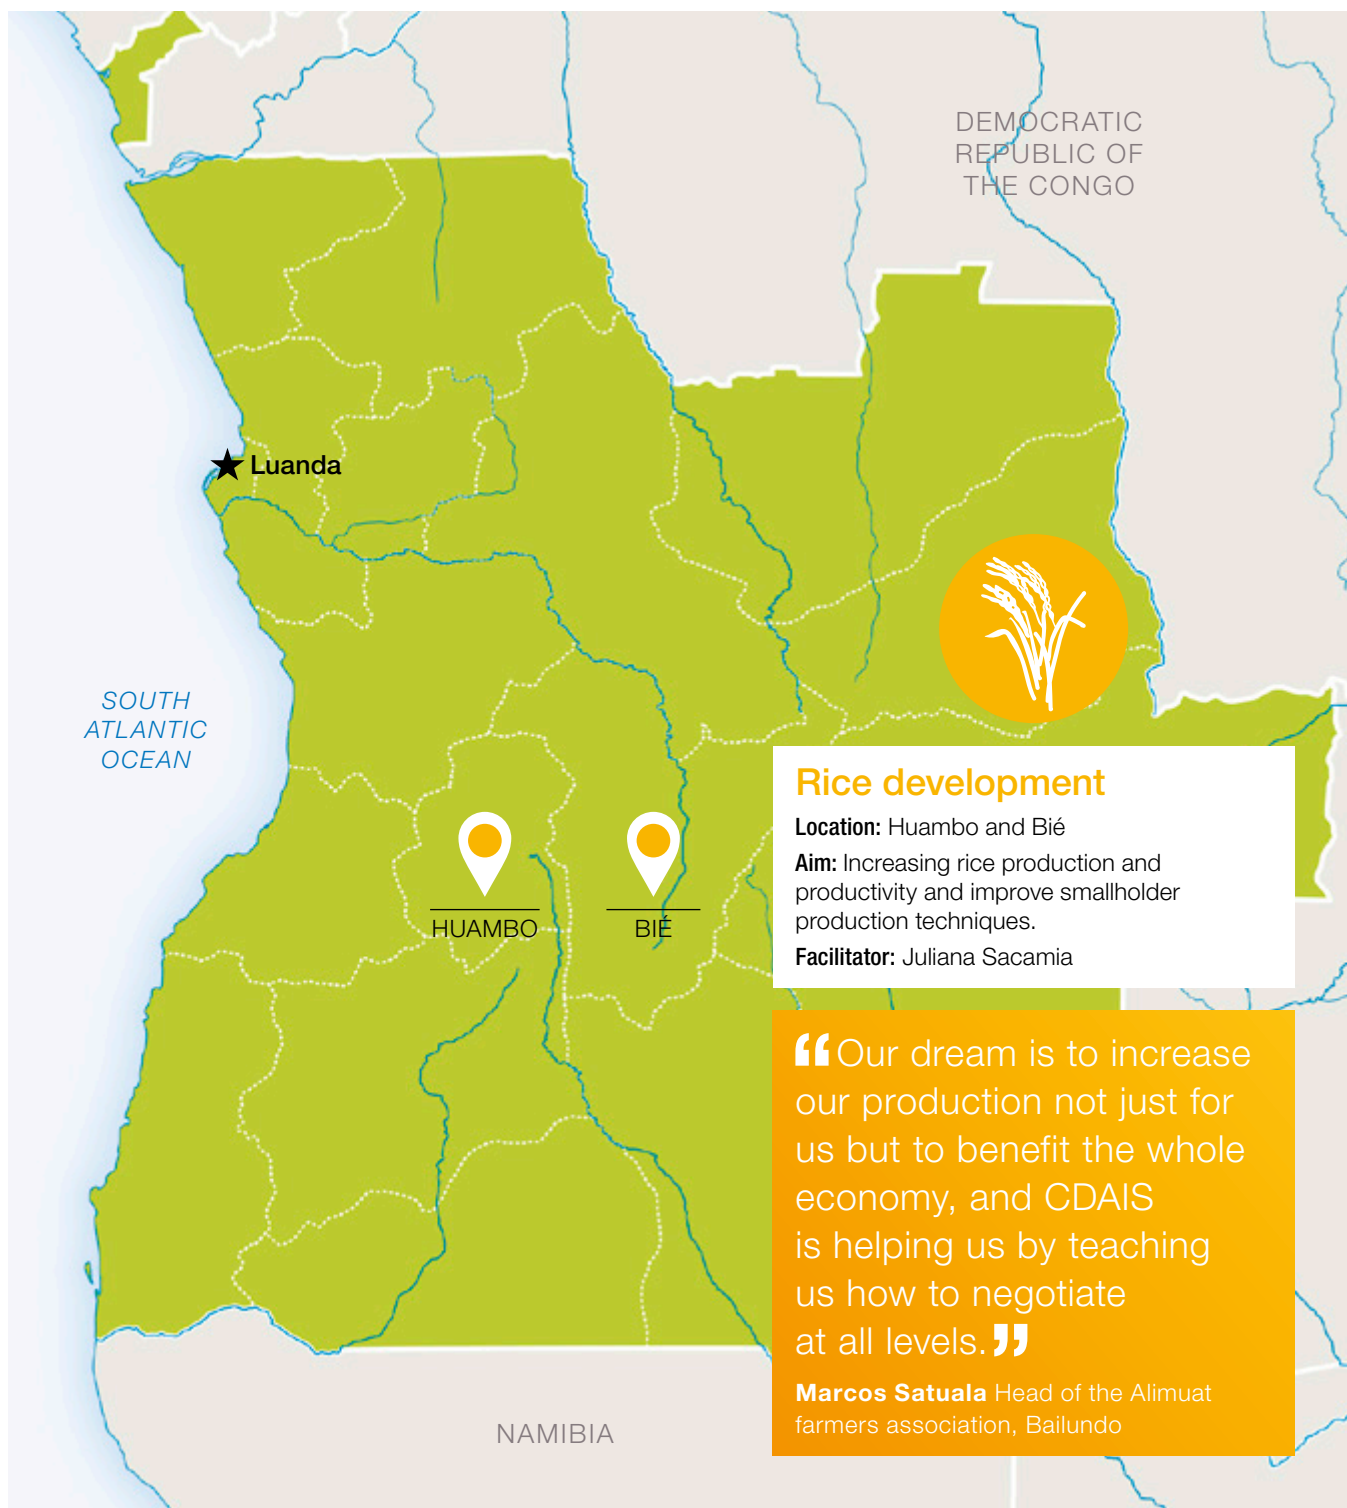 DEMOCRATIC
REPUBLIC OF
THE CONGO
Luanda
SOUTH
ATLANTIC
OCEAN
HUAMBO
BIÉ
Rice development
Location: Huambo and Bié
Aim: Increasing rice production and
productivity and improve smallholder
production techniques.
Facilitator: Juliana Sacamia
“Our dream is to increase
our production not just for
us but to benefit the whole
economy, and CDAIS
is helping us by teaching
us how to negotiate
at all levels.”
Marcos Satuala Head of the Alimuat
farmers association, Bailundo
NAMIBIA